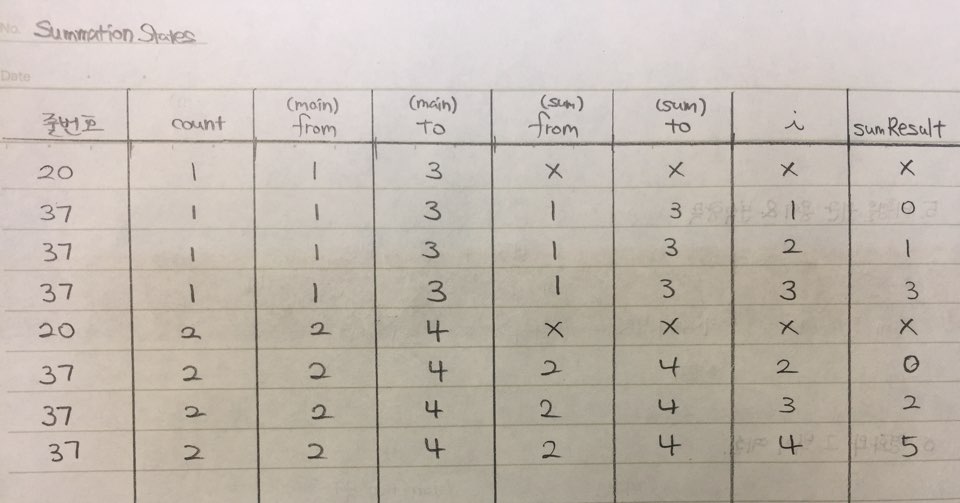 No. Summation States
Date
줄번호 count (main) from (main) to (sum) from (sum) to i sumResult
20 1 1 3 x x x x
37 1 1 3 1 3 1 0
37 1 1 3 1 3 2 1
37 1 1 3 1 3 3 3
20 2 2 4 x x x x
37 2 2 4 2 4 2 0
37 2 2 4 2 4 3 2
37 2 2 4 2 4 4 5